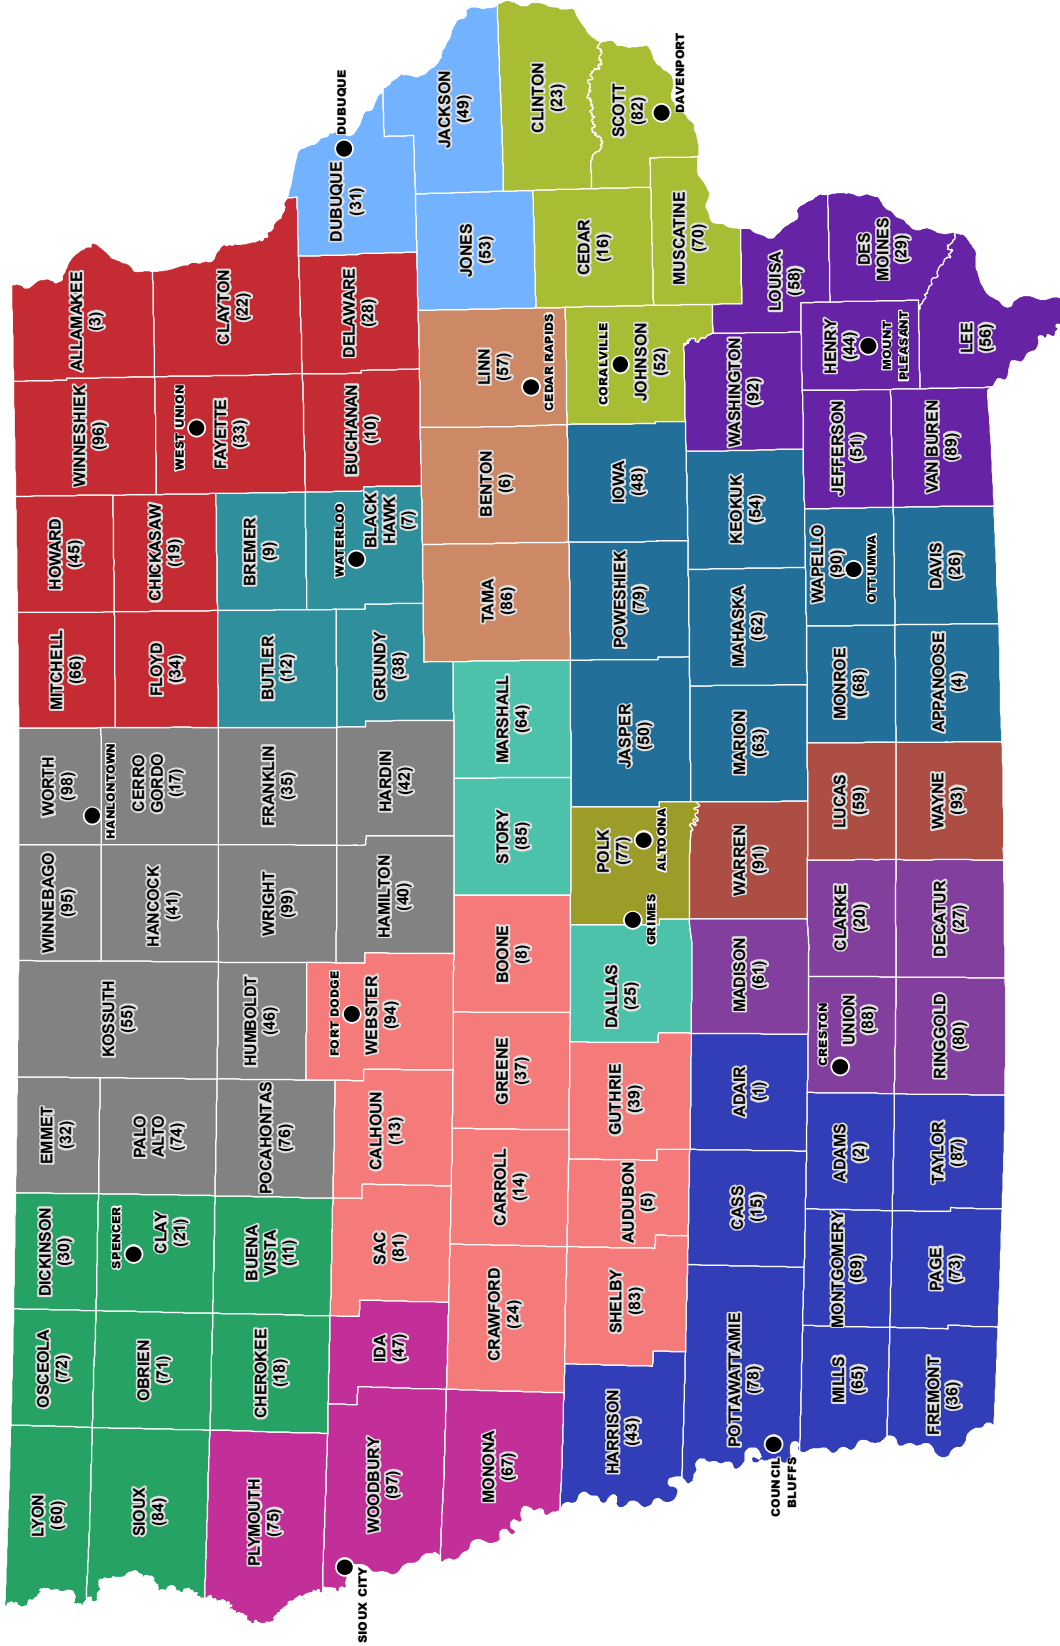 LYON
(60)
OSCEOLA
(72)
DICKINSON
(30)
EMMET
(32)
KOSSUTH
(55)
WINNEBAGO
(95)
WORTH
(98)
HANLONTOWN
MITCHELL
(66)
HOWARD
(45)
WINNESHIEK
(96)
ALLAMAKEE
(3)
SIOUX
(84)
OBRIEN
(71)
SPENCER
CLAY
(21)
PALO
ALTO
(74)
HANCOCK
(41)
CERRO
GORDO
(17)
FLOYD
(34)
CHICKASAW
(19)
WEST UNION
FAYETTE
(33)
CLAYTON
(22)
PLYMOUTH
(75)
CHEROKEE
(18)
BUENA
VISTA
(11)
POCAHONTAS
(76)
HUMBOLDT
(46)
WRIGHT
(99)
FRANKLIN
(35)
BUTLER
(12)
BREMER
(9)
SIOUX CITY
WOODBURY
(97)
IDA
(47)
SAC
(81)
CALHOUN
(13)
FORT DODGE
WEBSTER
(94)
HAMILTON
(40)
HARDIN
(42)
GRUNDY
(38)
WATERLOO
BLACK
HAWK
(7)
BUCHANAN
(10)
DELAWARE
(28)
DUBUQUE
(31)
DUBUQUE
MONONA
(67)
CRAWFORD
(24)
CARROLL
(14)
GREENE
(37)
BOONE
(8)
STORY
(85)
MARSHALL
(64)
TAMA
(86)
BENTON
(6)
LINN
(57)
CEDAR RAPIDS
JONES
(53)
JACKSON
(49)
HARRISON
(43)
SHELBY
(83)
AUDUBON
(5)
GUTHRIE
(39)
DALLAS
(25)
GRIMES
POLK
(77)
ALTOONA
JASPER
(50)
POWESHIEK
(79)
IOWA
(48)
CORALVILLE
JOHNSON
(52)
CEDAR
(16)
CLINTON
(23)
SCOTT
(82)
DAVENPORT
MUSCATINE
(70)
COUNCIL
BLUFFS
POTTAWATTAMIE
(78)
CASS
(15)
ADAIR
(1)
MADISON
(61)
WARREN
(91)
MARION
(63)
MAHASKA
(62)
KEOKUK
(54)
WASHINGTON
(92)
LOUISA
(58)
MILLS
(65)
MONTGOMERY
(69)
ADAMS
(2)
CRESTON
UNION
(88)
CLARKE
(20)
LUCAS
(59)
MONROE
(68)
WAPELLO
(90)
OTTUMWA
JEFFERSON
(51)
HENRY
(44)
MOUNT
PLEASANT
DES
MOINES
(29)
FREMONT
(36)
PAGE
(73)
TAYLOR
(87)
RINGGOLD
(80)
DECATUR
(27)
WAYNE
(93)
APPANOOSE
(4)
DAVIS
(26)
VAN BUREN
(89)
LEE
(56)